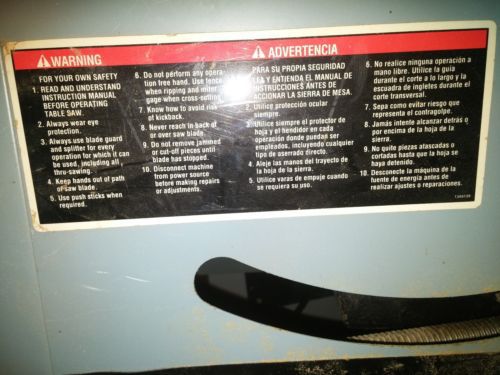 WARNING
FOR YOUR OWN SAFETY
1. READ AND UNDERSTAND
INSTRUCTION MANUAL
BEFORE OPERATING
TABLE SAW.
2. Always wear eye
protection.
3. Always use blade guard
and splitter for every
operation for which it can
be used, including all
thru-sawing.
4. Keep hands out of path
of saw blade.
5. Use push sticks when
required.
6. Do not perform any opera-
tion free hand. Use fence
when ripping and miter
gage when cross-cutting.
7. Know how to avoid risk
of kickback.
8. Never reach in back of
or over saw blade.
9. Do not remove jammed
or cut-off pieces until
blade has stopped.
10. Disconnect machine
from power source
before making repairs
or adjustments.
ADVERTENCIA
PARA SU PROPIA SEGURIDAD
LEA Y ENTIENDA EL MANUAL DE
INSTRUCCIONES ANTES DE
ACCIONAR LA SIERRA DE MESA.
2. Utilice protección ocular
siempre.
3. Utilice siempre el protector de
hoja y el hendidor en cada
operación donde puedan ser
empleados, incluyendo cualquier
tipo de aserrado directo.
4. Aleje las manos del trayecto de
la hoja de la sierra.
5. Utilice varas de empuje cuando
se requiera su uso.
6. No realice ninguna operación a
mano libre. Utilice la guía
durante el corte a lo largo y la
escuadra de ingletes durante el
corte transversal.
7. Sepa como evitar riesgo que
representa el contragolpe.
8. Jamás intente alcanzar detrás o
por encima de la hoja de la
sierra.
9. No quite piezas atascadas o
cortadas hasta que la hoja se
haya detenido.
10. Desconecte la máquina de la
fuente de energía antes de
realizar ajustes o reparaciones.